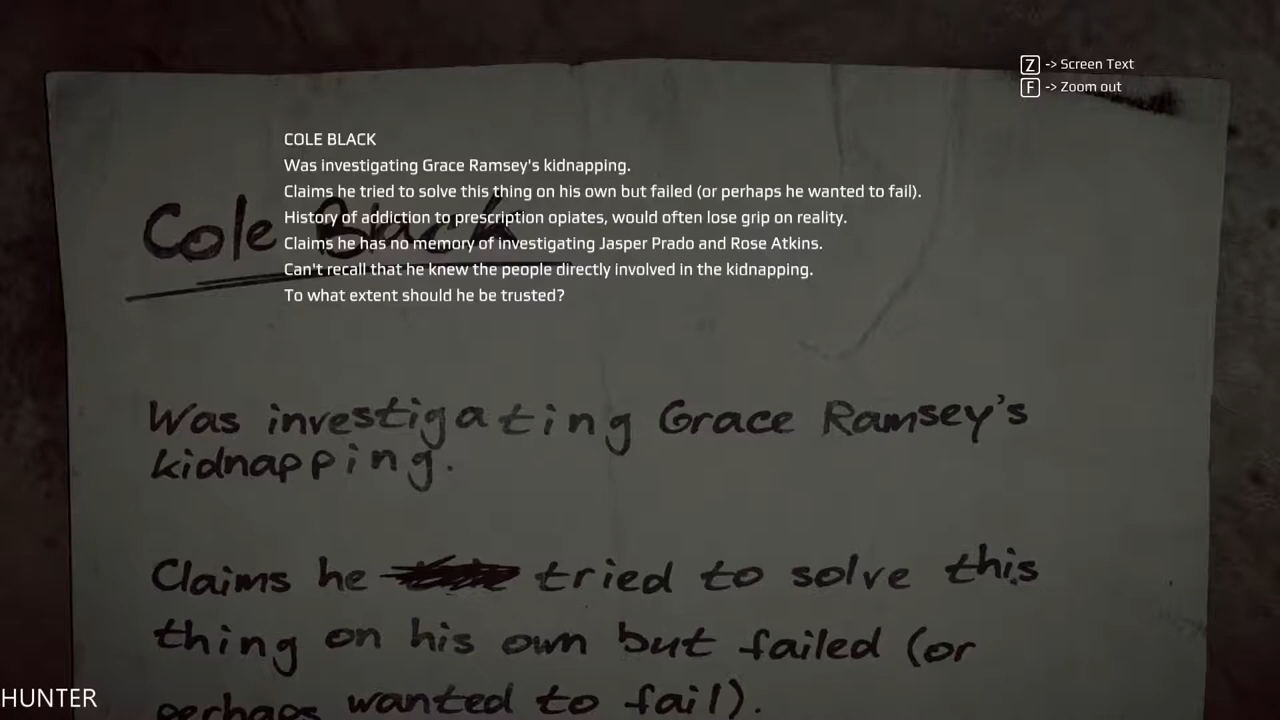 Z -> Screen Text
F -> Zoom out
COLE BLACK
Was investigating Grace Ramsey's kidnapping.
Claims he tried to solve this thing on his own but failed (or perhaps he wanted to fail).
History of addiction to prescription opiates, would often lose grip on reality.
Claims he has no memory of investigating Jasper Prado and Rose Atkins.
Can't recall that he knew the people directly involved in the kidnapping.
To what extent should he be trusted?
Cole Black
Was investigating Grace Ramsey's
kidnapping.
Claims he tried to solve this
thing on his own but failed (or
perhaps wanted to fail).
HUNTER